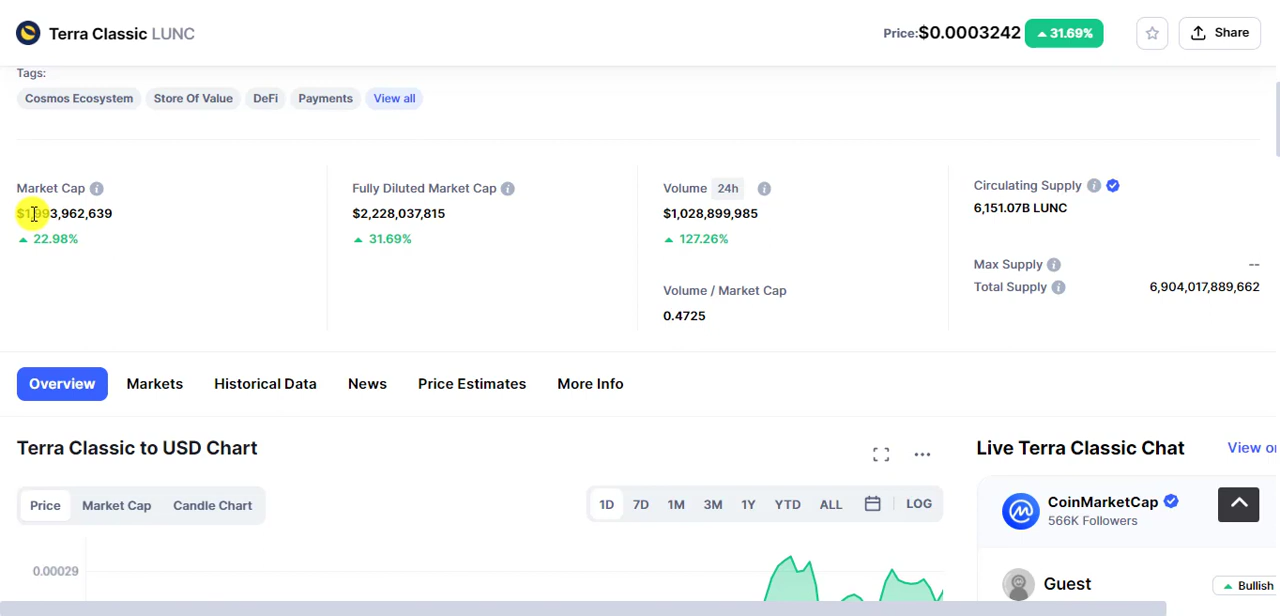 Terra Classic LUNC
Price:$0.0003242 31.69%
Share
Tags:
Cosmos Ecosystem Store Of Value DeFi Payments View all
Market Cap
$1,993,962,639
22.98%
Fully Diluted Market Cap
$2,228,037,815
31.69%
Volume 24h
$1,028,899,985
127.26%
Volume / Market Cap
0.4725
Circulating Supply
6,151.07B LUNC
Max Supply --
Total Supply 6,904,017,889,662
Overview Markets Historical Data News Price Estimates More Info
Terra Classic to USD Chart
Price Market Cap Candle Chart
1D 7D 1M 3M 1Y YTD ALL LOG
0.00029
Live Terra Classic Chat View on
CoinMarketCap
566K Followers
Guest
Bullish